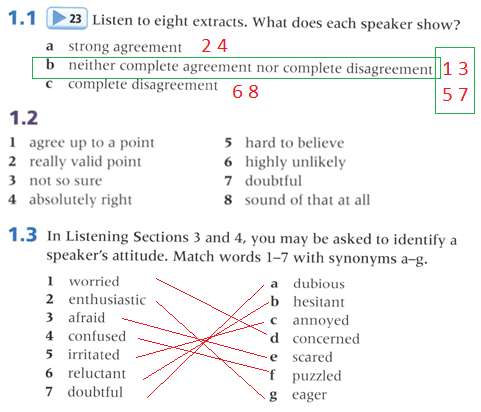 1.1 23 Listen to eight extracts. What does each speaker show?
a strong agreement 2 4
b neither complete agreement nor complete disagreement 1 3
c complete disagreement 6 8 5 7
1.2
1 agree up to a point
2 really valid point
3 not so sure
4 absolutely right
5 hard to believe
6 highly unlikely
7 doubtful
8 sound of that at all
1.3 In Listening Sections 3 and 4, you may be asked to identify a
speaker's attitude. Match words 1–7 with synonyms a–g.
1 worried
2 enthusiastic
3 afraid
4 confused
5 irritated
6 reluctant
7 doubtful
a dubious
b hesitant
c annoyed
d concerned
e scared
f puzzled
g eager